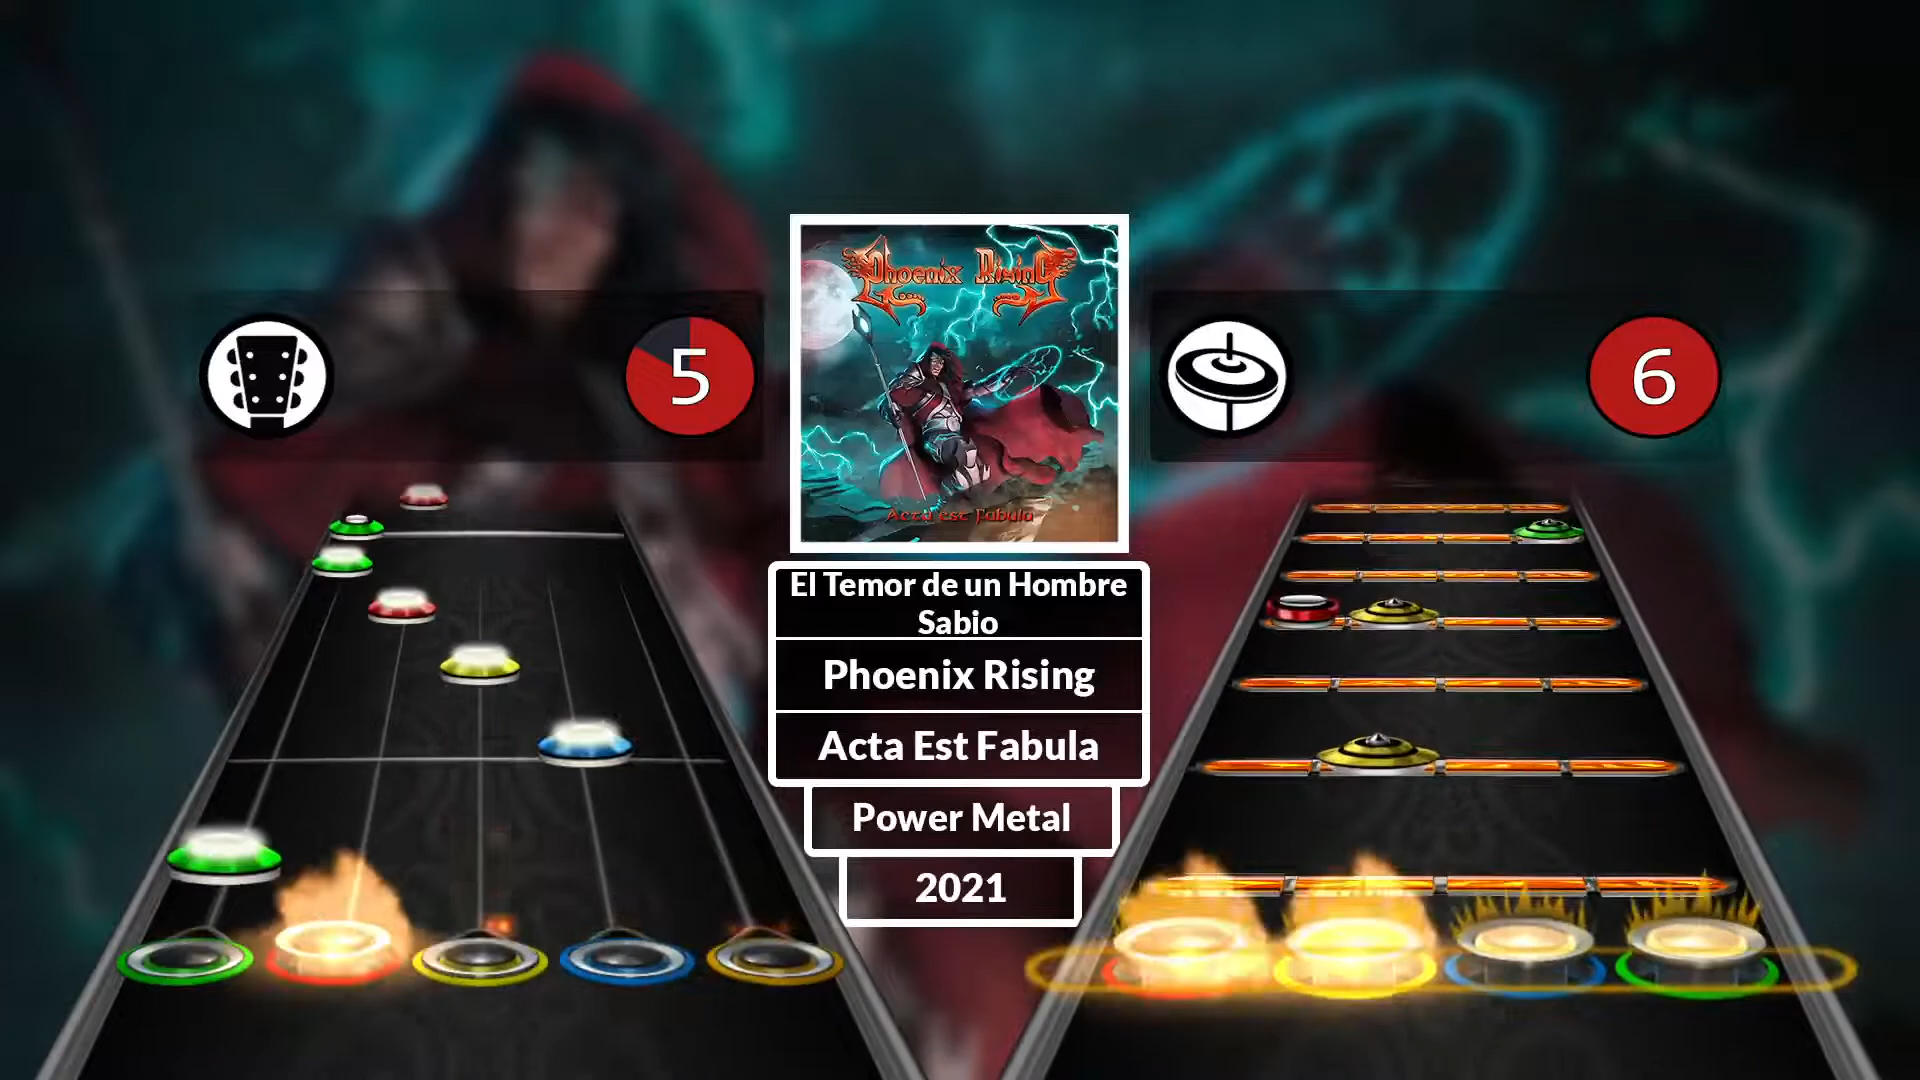 Phoenix Rising
Acta est Fabula
5
6
El Temor de un Hombre
Sabio
Phoenix Rising
Acta Est Fabula
Power Metal
2021